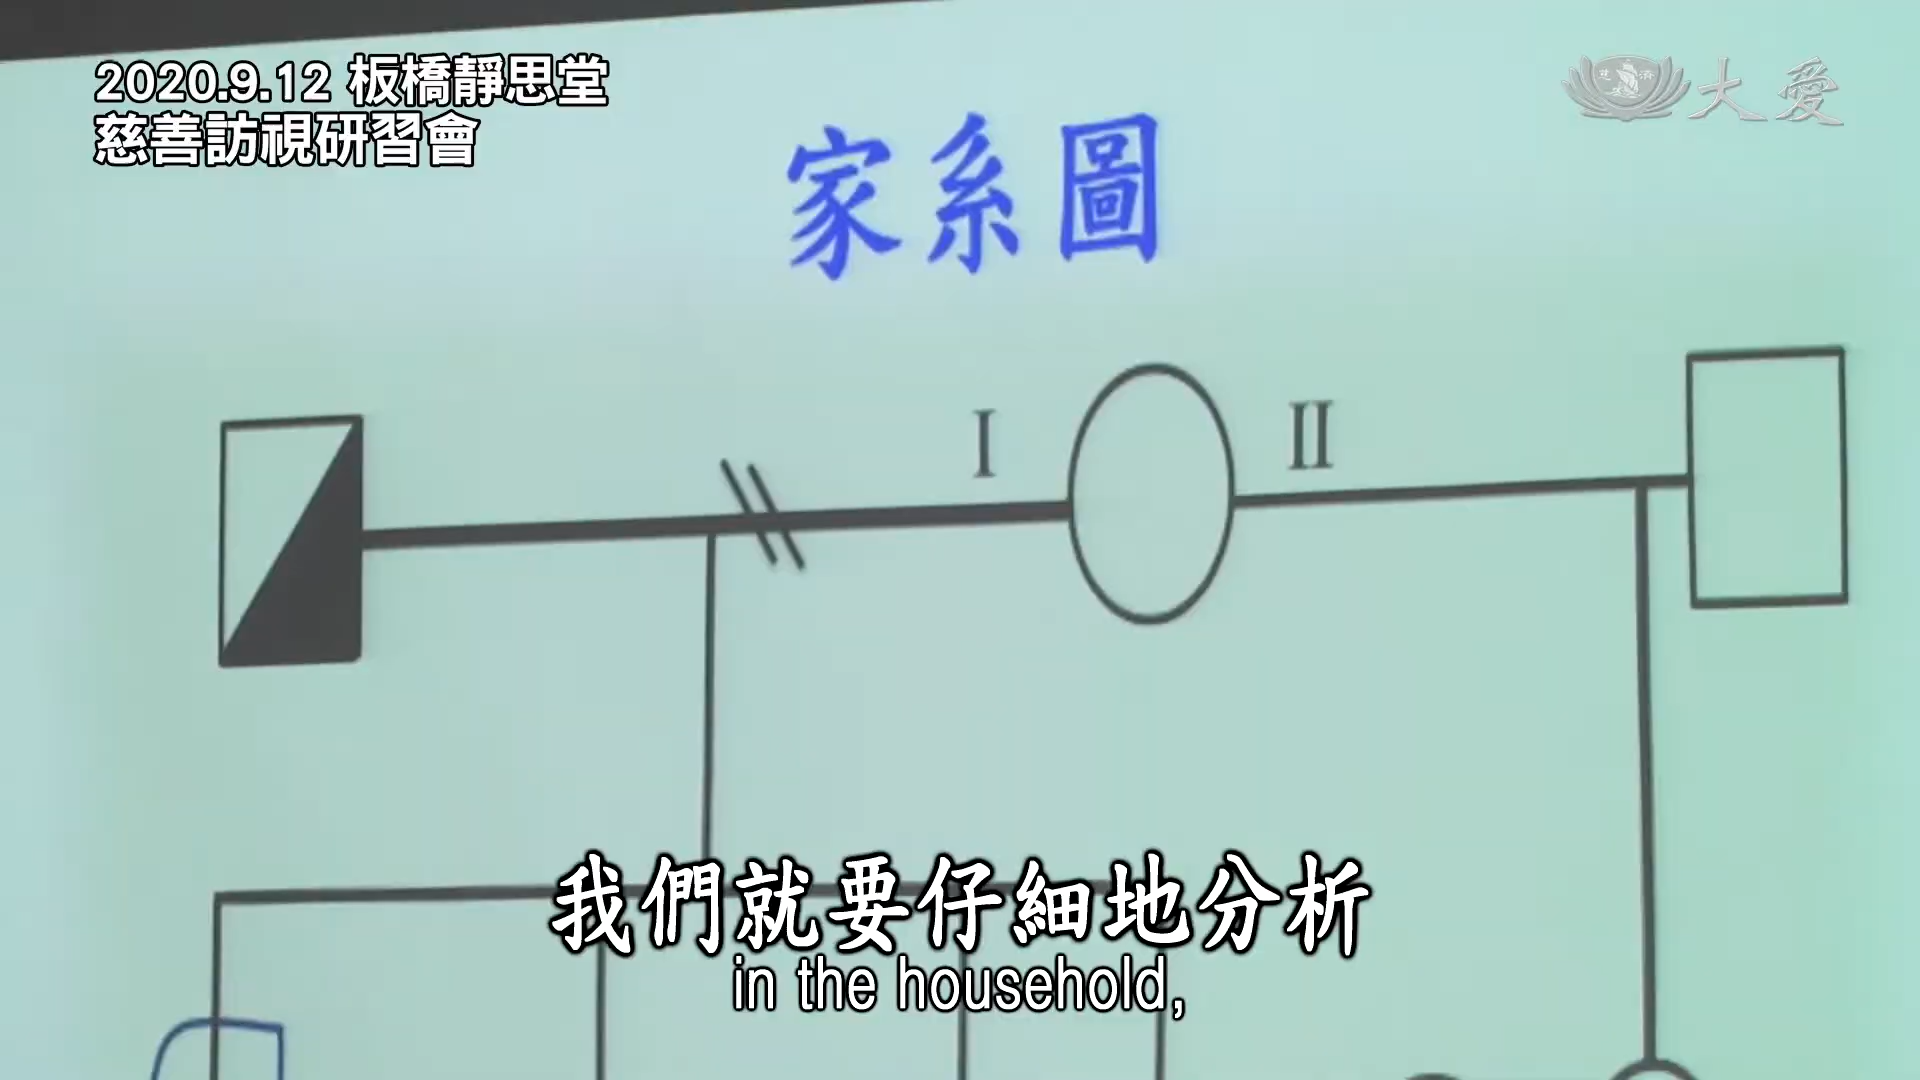 2020.9.12 板橋靜思堂
慈善訪視研習會
大愛
家系圖
I
II
我們就要仔細地分析
in the household,